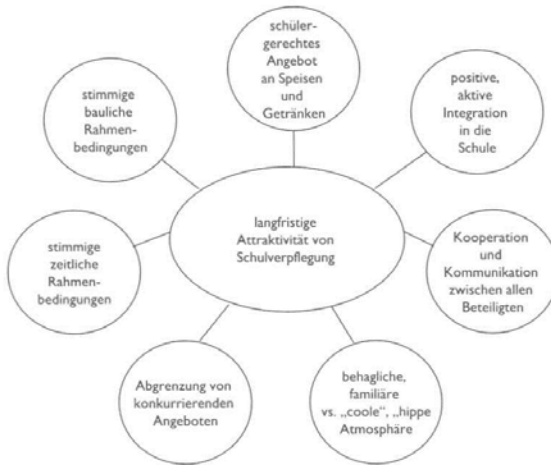 schüler-
gerechtes
Angebot
an Speisen
und
Getränken
positive,
aktive
Integration
in die
Schule
Kooperation
und
Kommunikation
zwischen allen
Beteiligten
behagliche,
familiäre
vs. „coole“, „hippe
Atmosphäre
Abgrenzung von
konkurrierenden
Angeboten
stimmige
zeitliche
Rahmen-
bedingungen
stimmige
bauliche
Rahmen-
bedingungen
langfristige
Attraktivität von
Schulverpflegung